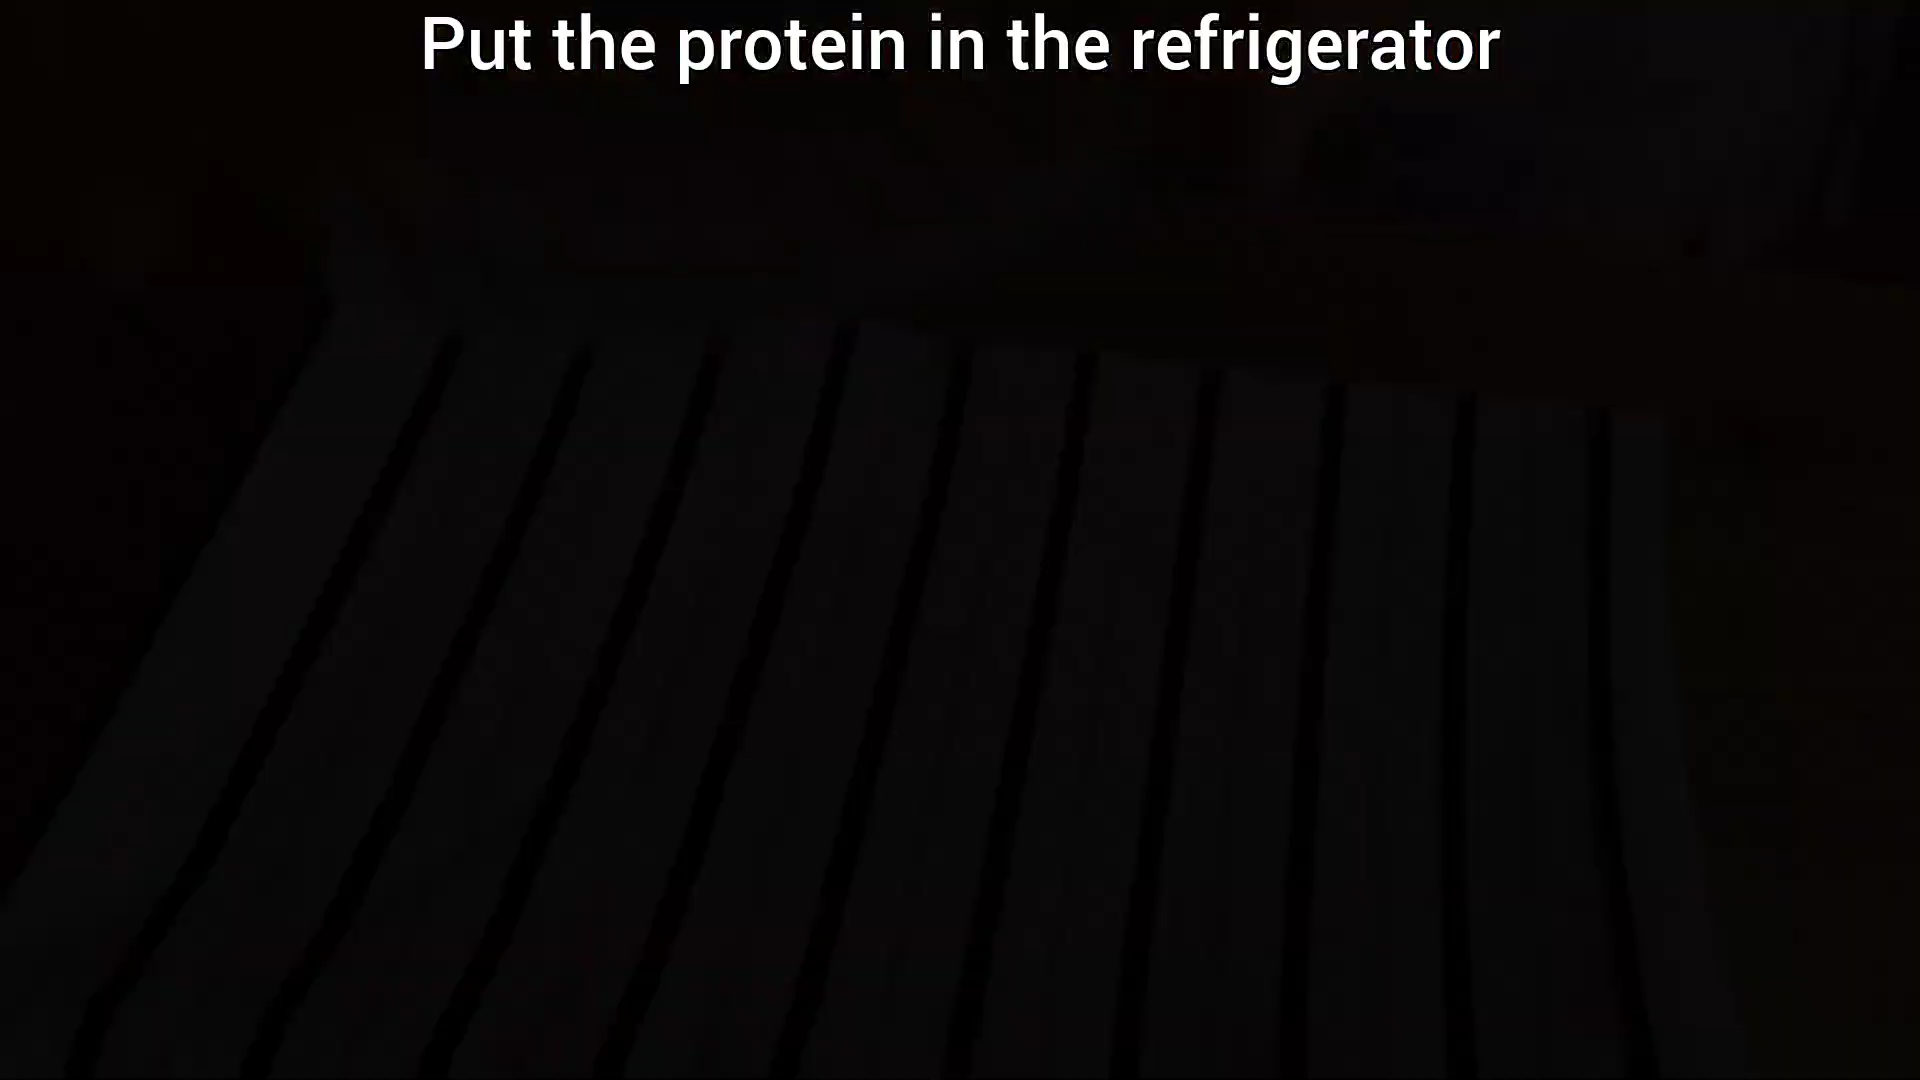 Put the protein in the refrigerator